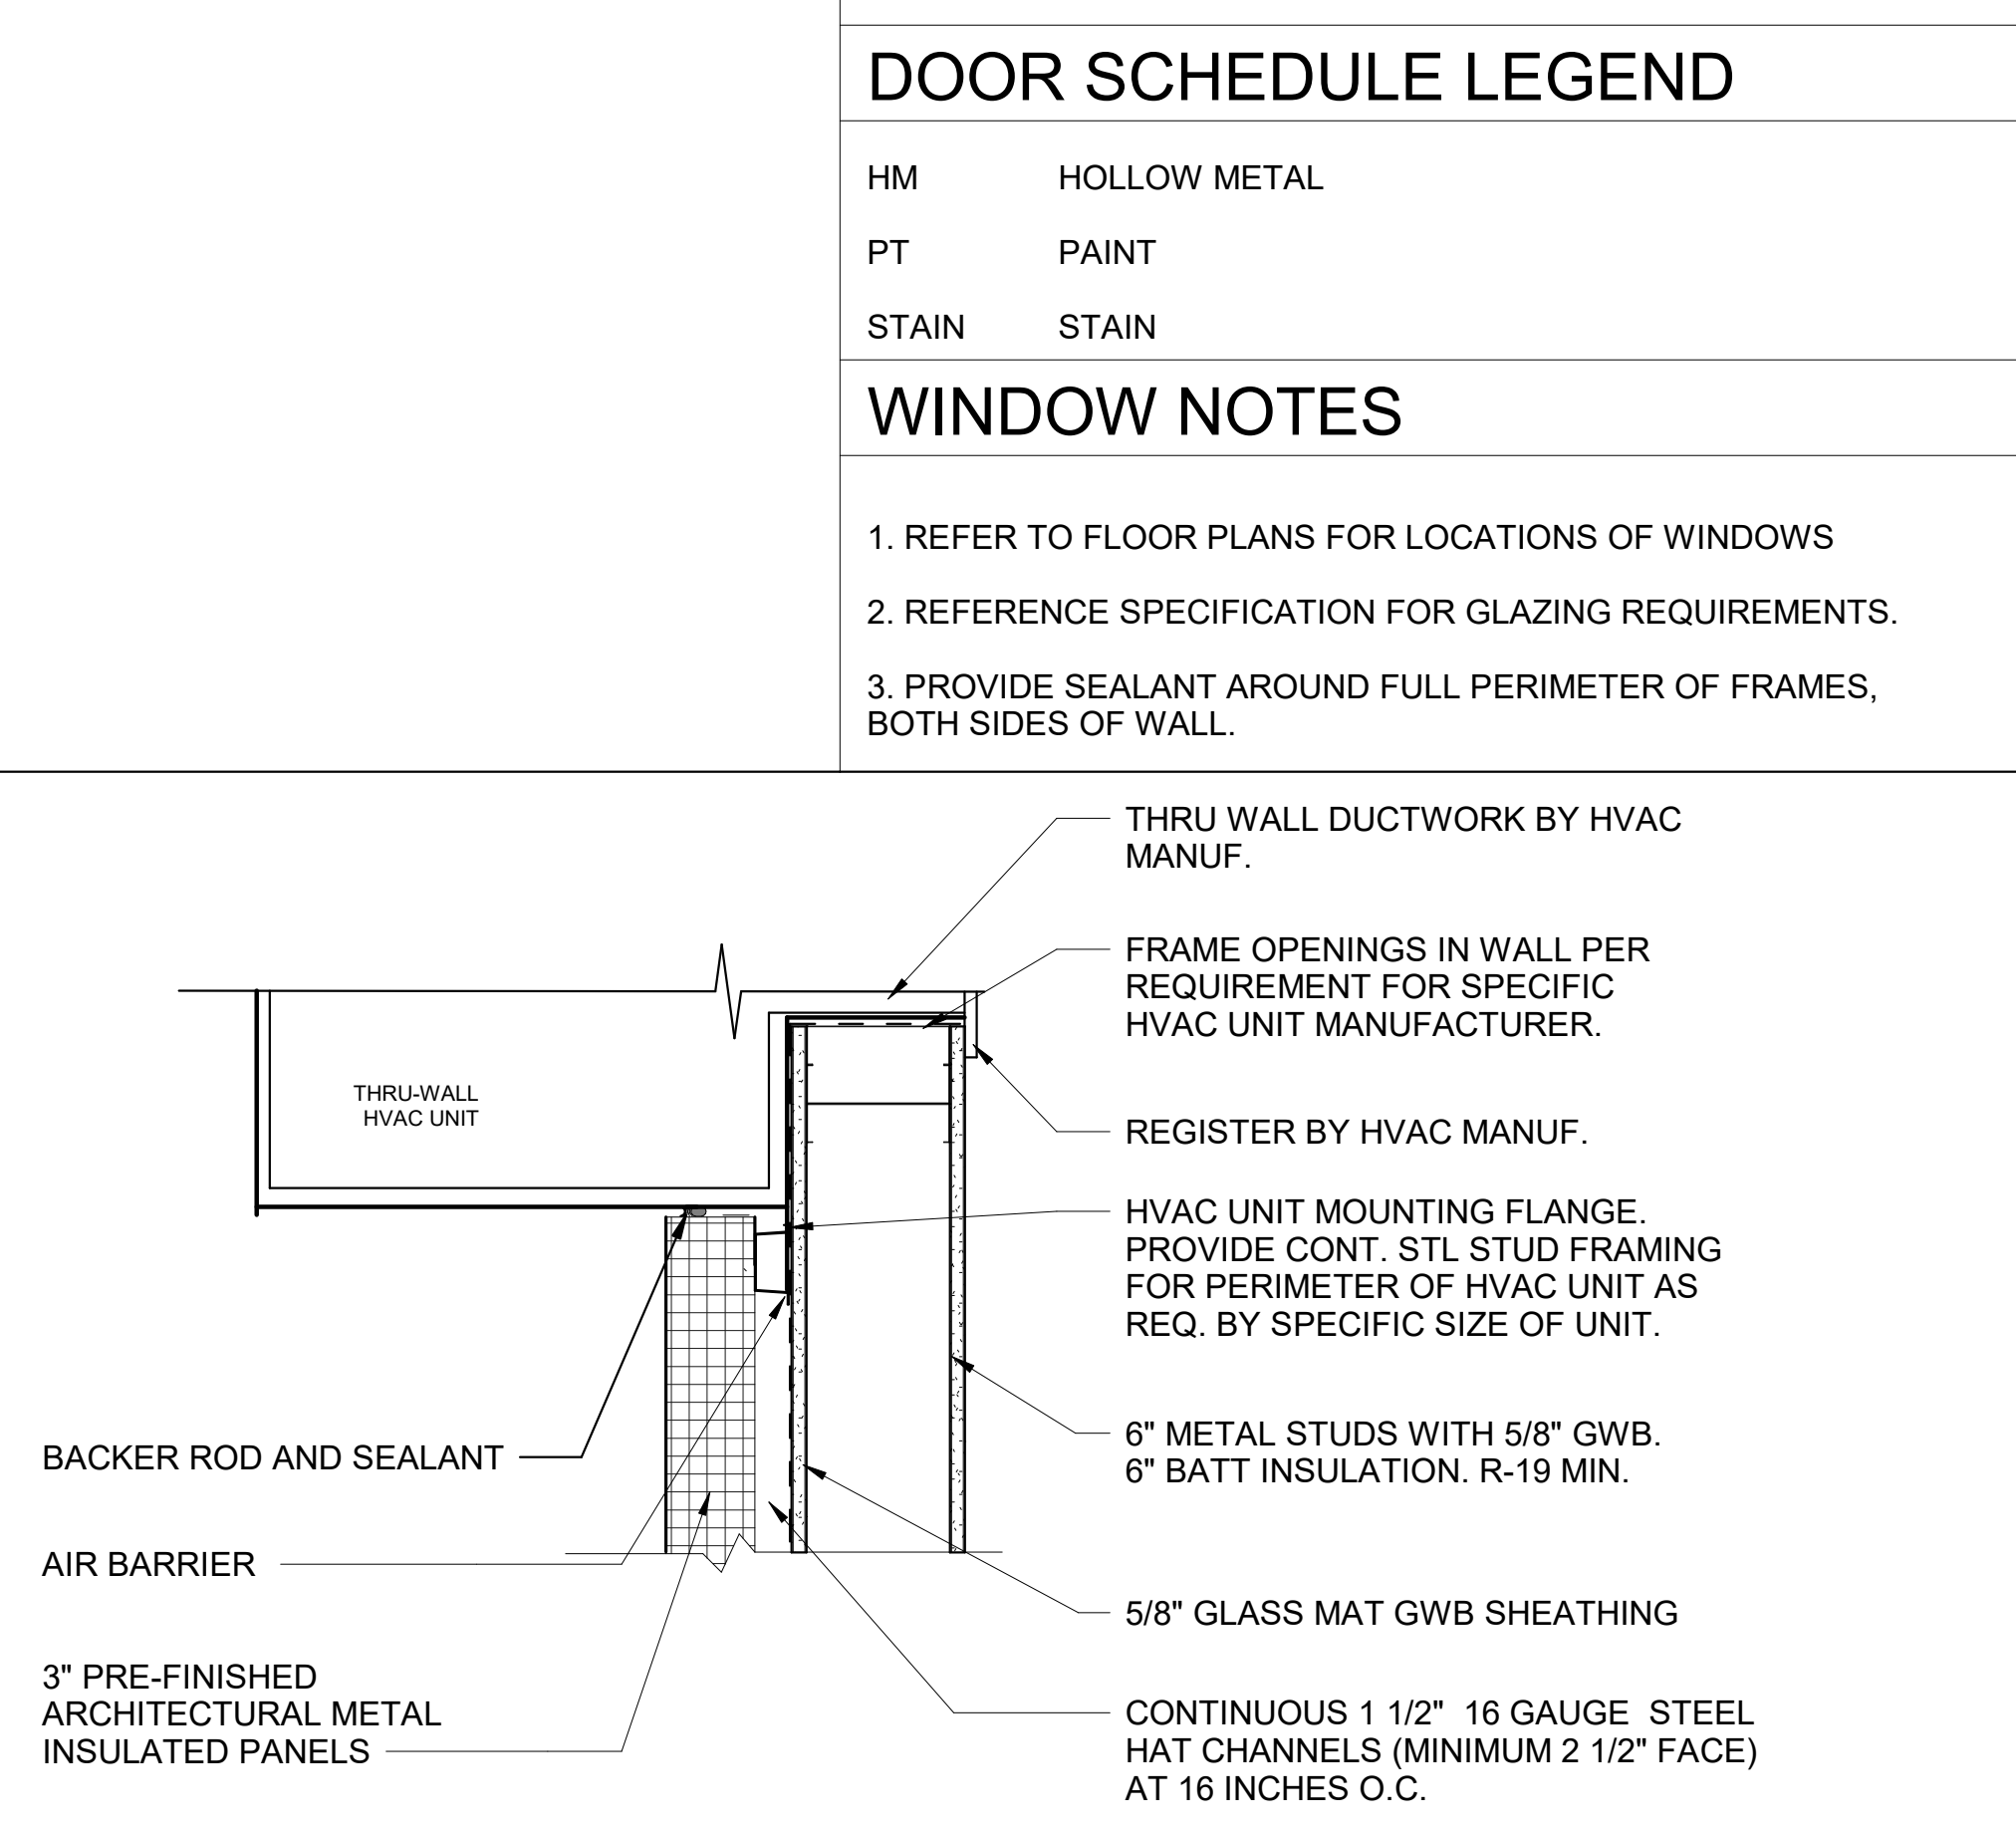 DOOR SCHEDULE LEGEND
HM HOLLOW METAL
PT PAINT
STAIN STAIN
WINDOW NOTES
1. REFER TO FLOOR PLANS FOR LOCATIONS OF WINDOWS
2. REFERENCE SPECIFICATION FOR GLAZING REQUIREMENTS.
3. PROVIDE SEALANT AROUND FULL PERIMETER OF FRAMES,
BOTH SIDES OF WALL.
THRU WALL DUCTWORK BY HVAC
MANUF.
FRAME OPENINGS IN WALL PER
REQUIREMENT FOR SPECIFIC
HVAC UNIT MANUFACTURER.
THRU-WALL
HVAC UNIT
REGISTER BY HVAC MANUF.
HVAC UNIT MOUNTING FLANGE.
PROVIDE CONT. STL STUD FRAMING
FOR PERIMETER OF HVAC UNIT AS
REQ. BY SPECIFIC SIZE OF UNIT.
6" METAL STUDS WITH 5/8" GWB.
6" BATT INSULATION. R-19 MIN.
BACKER ROD AND SEALANT
AIR BARRIER
5/8" GLASS MAT GWB SHEATHING
3" PRE-FINISHED
ARCHITECTURAL METAL
INSULATED PANELS
CONTINUOUS 1 1/2" 16 GAUGE STEEL
HAT CHANNELS (MINIMUM 2 1/2" FACE)
AT 16 INCHES O.C.